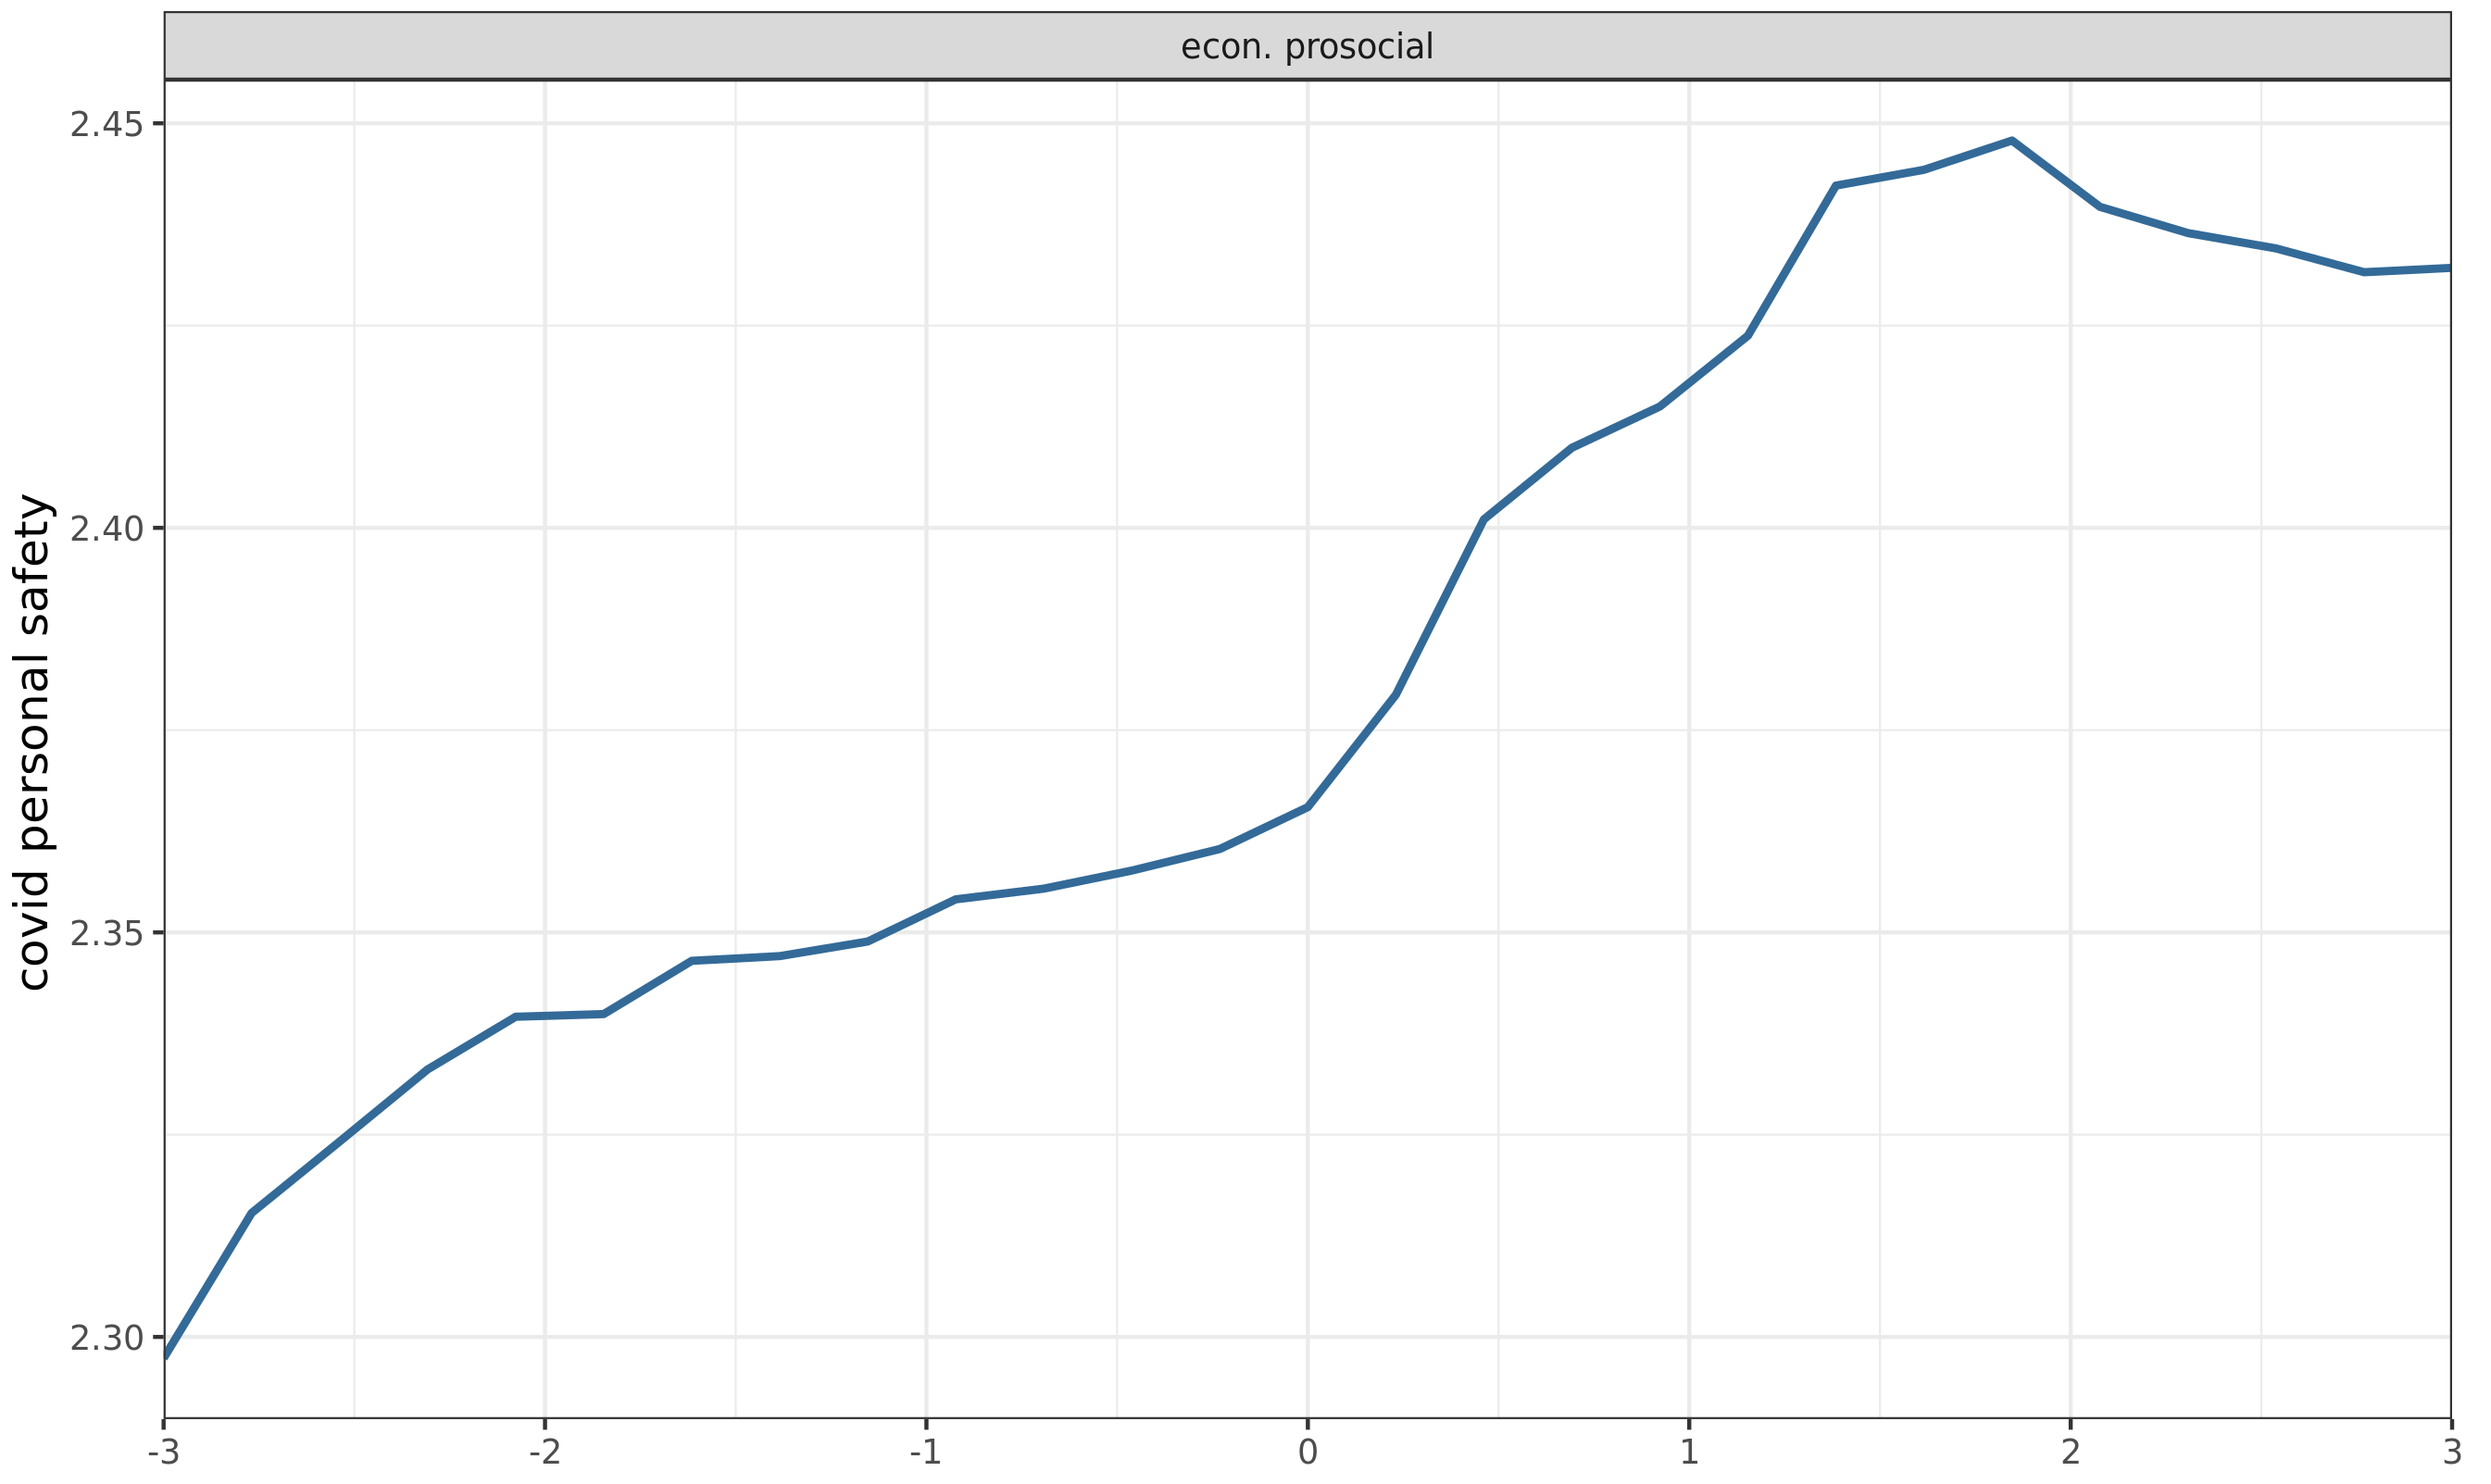 econ. prosocial
covid personal safety
2.45
2.40
2.35
2.30
-3 -2 -1 0 1 2 3